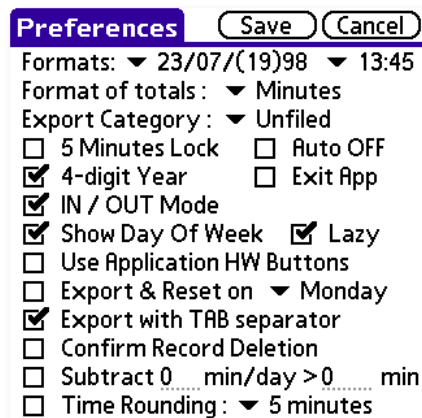 Preferences Save Cancel
Formats: 23/07/(19)98 13:45
Format of totals: Minutes
Export Category: Unfiled
5 Minutes Lock Auto OFF
4-digit Year Exit App
IN / OUT Mode
Show Day Of Week Lazy
Use Application HW Buttons
Export & Reset on Monday
Export with TAB separator
Confirm Record Deletion
Subtract 0 min/day > 0 min
Time Rounding: 5 minutes